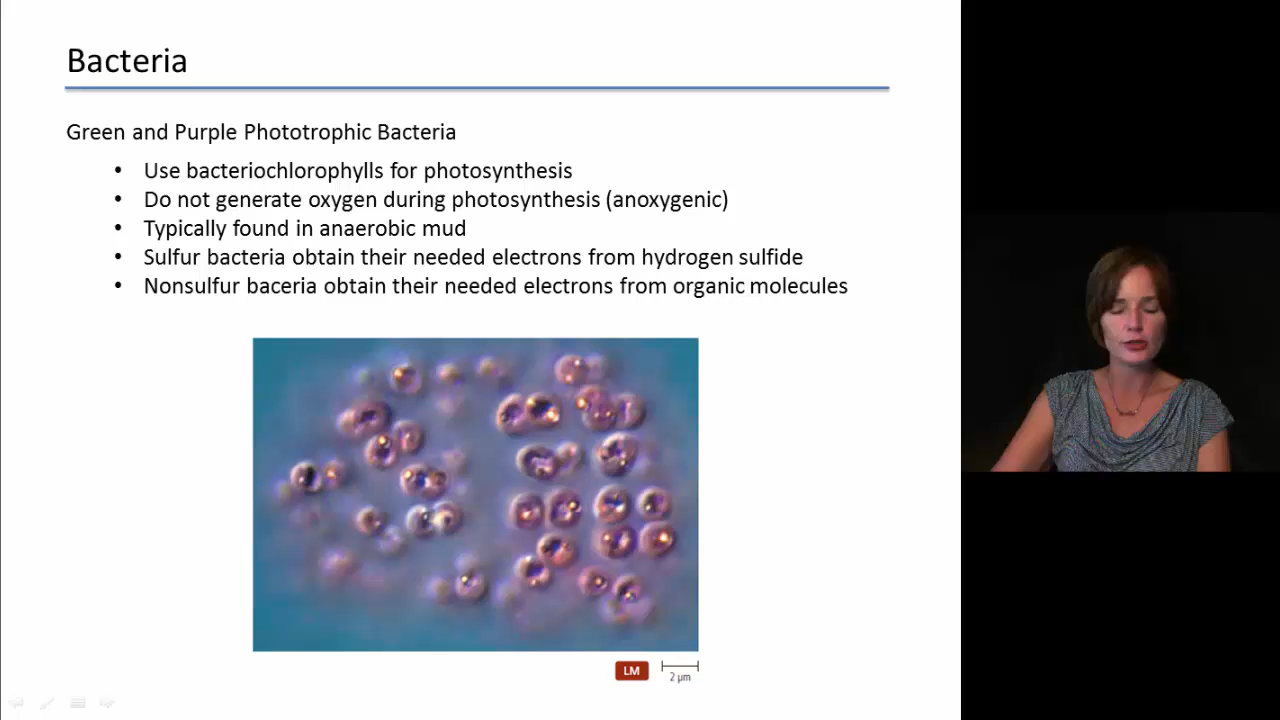 Bacteria
Green and Purple Phototrophic Bacteria
• Use bacteriochlorophylls for photosynthesis
• Do not generate oxygen during photosynthesis (anoxygenic)
• Typically found in anaerobic mud
• Sulfur bacteria obtain their needed electrons from hydrogen sulfide
• Nonsulfur baceria obtain their needed electrons from organic molecules
LM
2 µm